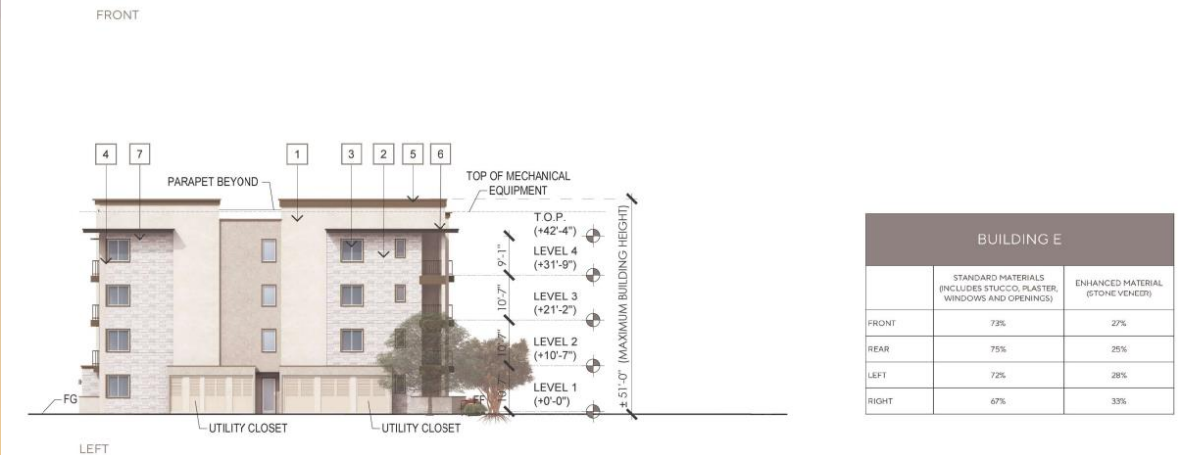 FRONT
4
7
1
3
2
5
6
PARAPET BEYOND
TOP OF MECHANICAL
EQUIPMENT
T.O.P.
(+42'-4")
9'-1"
LEVEL 4
(+31'-9")
10'-7"
LEVEL 3
(+21'-2")
10'-7"
LEVEL 2
(+10'-7")
10'-7"
LEVEL 1
(+0'-0")
± 51'-0" (MAXIMUM BUILDING HEIGHT)
FG
FF
UTILITY CLOSET
UTILITY CLOSET
LEFT
BUILDING E
STANDARD MATERIALS
(INCLUDES STUCCO, PLASTER,
WINDOWS AND OPENINGS)
ENHANCED MATERIAL
(STONE VENEER)
FRONT 73% 27%
REAR 75% 25%
LEFT 72% 28%
RIGHT 67% 33%